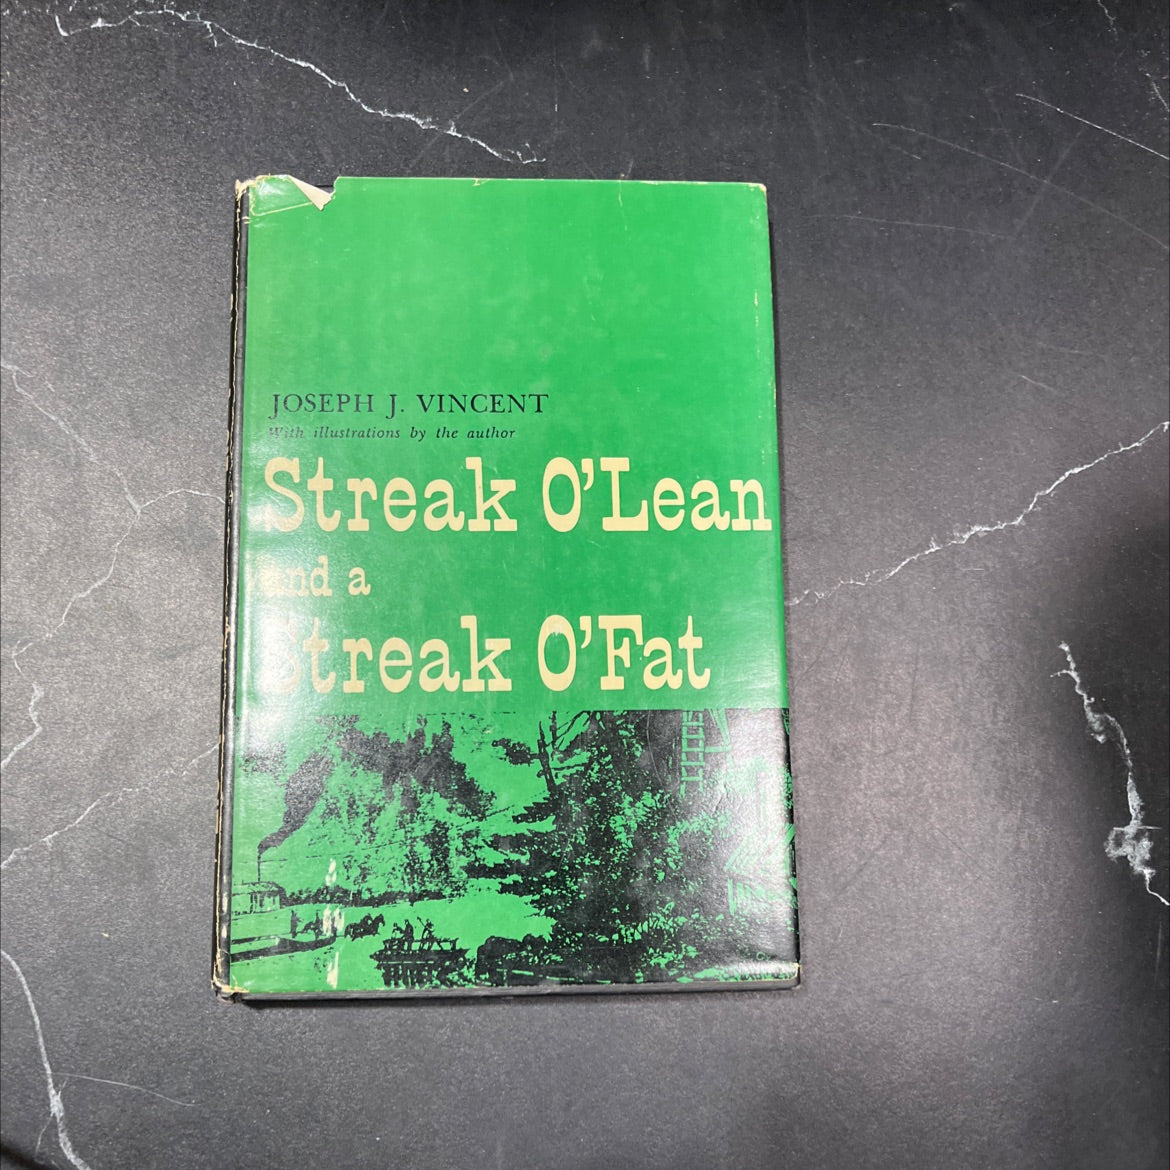 JOSEPH J. VINCENT
With illustrations by the author
Streak O'Lean
and a
Streak O'Fat